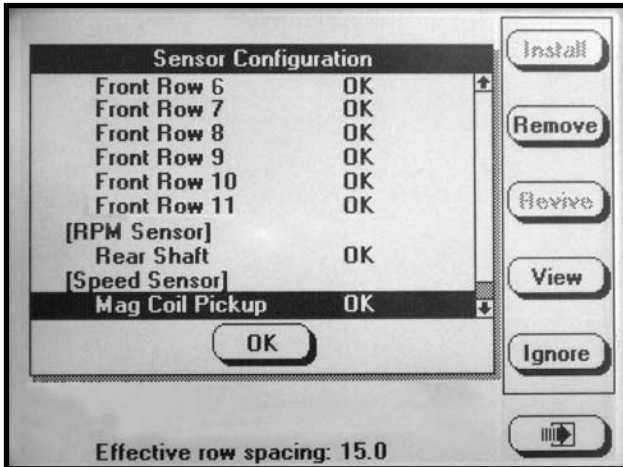 Sensor Configuration
Front Row 6 OK
Front Row 7 OK
Front Row 8 OK
Front Row 9 OK
Front Row 10 OK
Front Row 11 OK
[RPM Sensor]
Rear Shaft OK
[Speed Sensor]
Mag Coil Pickup OK
OK
Effective row spacing: 15.0
Install
Remove
Revive
View
Ignore